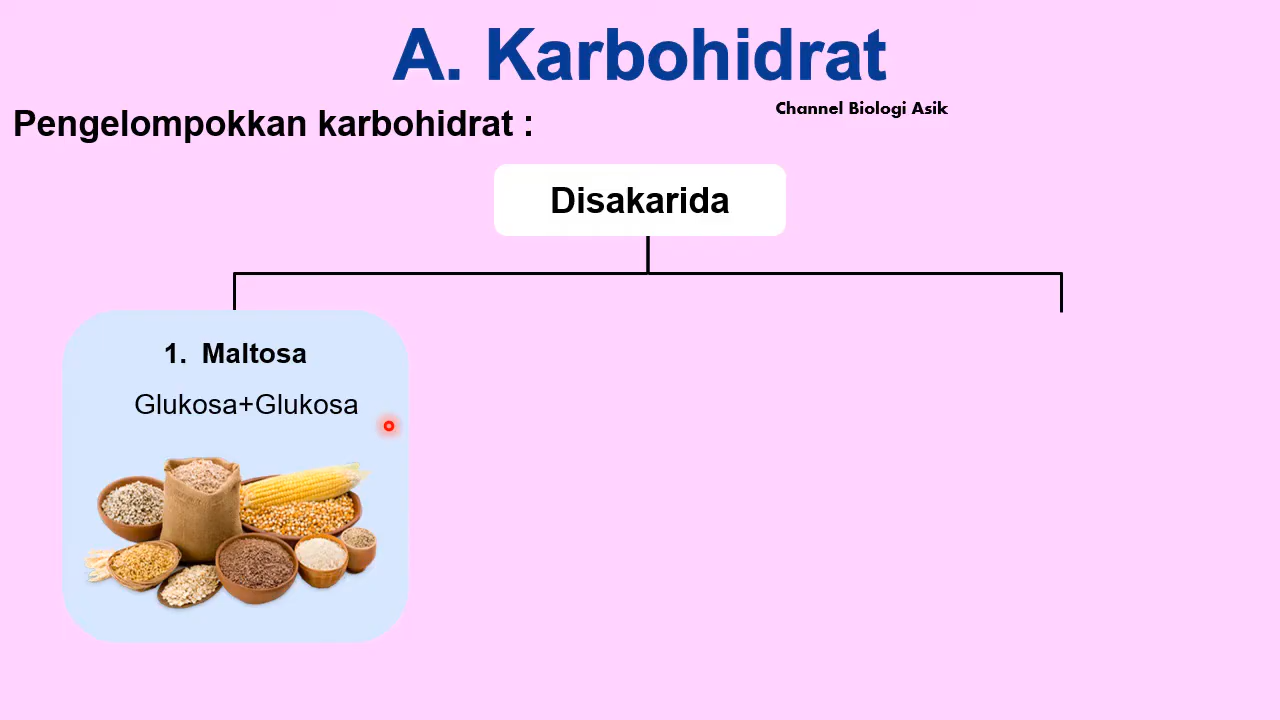 A. Karbohidrat
Channel Biologi Asik
Pengelompokkan karbohidrat :
Disakarida
1. Maltosa
Glukosa+Glukosa